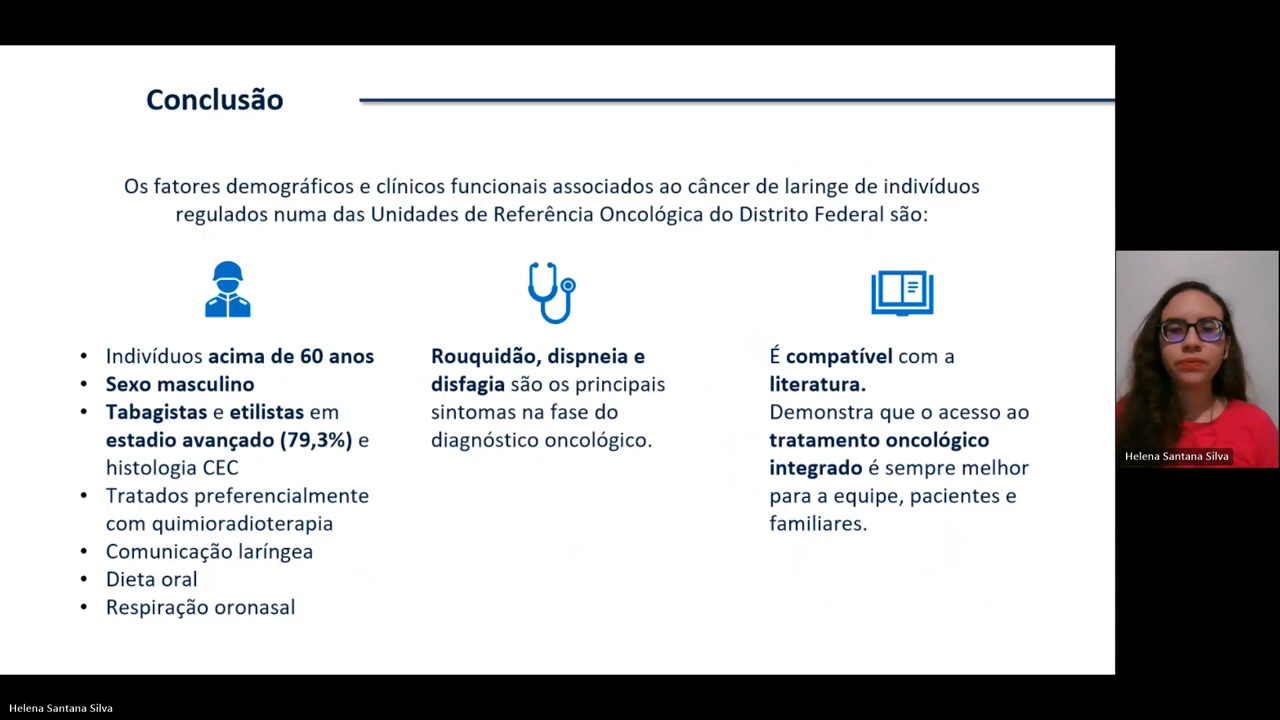 Conclusão
Os fatores demográficos e clínicos funcionais associados ao câncer de laringe de indivíduos
regulados numa das Unidades de Referência Oncológica do Distrito Federal são:
• Indivíduos acima de 60 anos
• Sexo masculino
• Tabagistas e etilistas em
estadio avançado (79,3%) e
histologia CEC
• Tratados preferencialmente
com quimioradioterapia
• Comunicação laríngea
• Dieta oral
• Respiração oronasal
Rouquidão, dispneia e
disfagia são os principais
sintomas na fase do
diagnóstico oncológico.
É compatível com a
literatura.
Demonstra que o acesso ao
tratamento oncológico
integrado é sempre melhor
para a equipe, pacientes e
familiares.
Helena Santana Silva
Helena Santana Silva